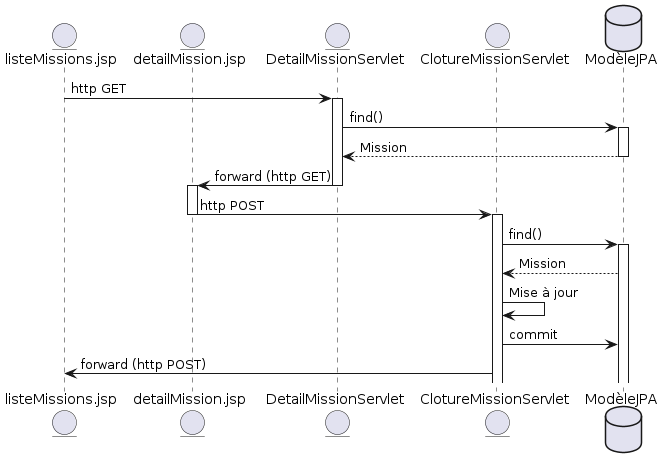 listeMissions.jsp detailMission.jsp DetailMissionServlet ClotureMissionServlet ModèleJPA
http GET
find()
Mission
forward (http GET)
http POST
find()
Mission
Mise à jour
commit
forward (http POST)
listeMissions.jsp detailMission.jsp DetailMissionServlet ClotureMissionServlet ModèleJPA